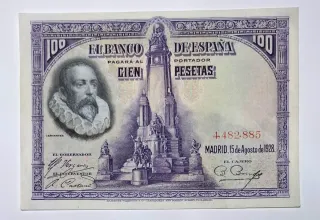 100 EL BANCO DE ESPAÑA 100
PAGARÁ AL PORTADOR
CIEN PESETAS
CERVANTES
4,482,885
MADRID, 15 de Agosto de 1928.
EL GOBERNADOR
EL CAJERO